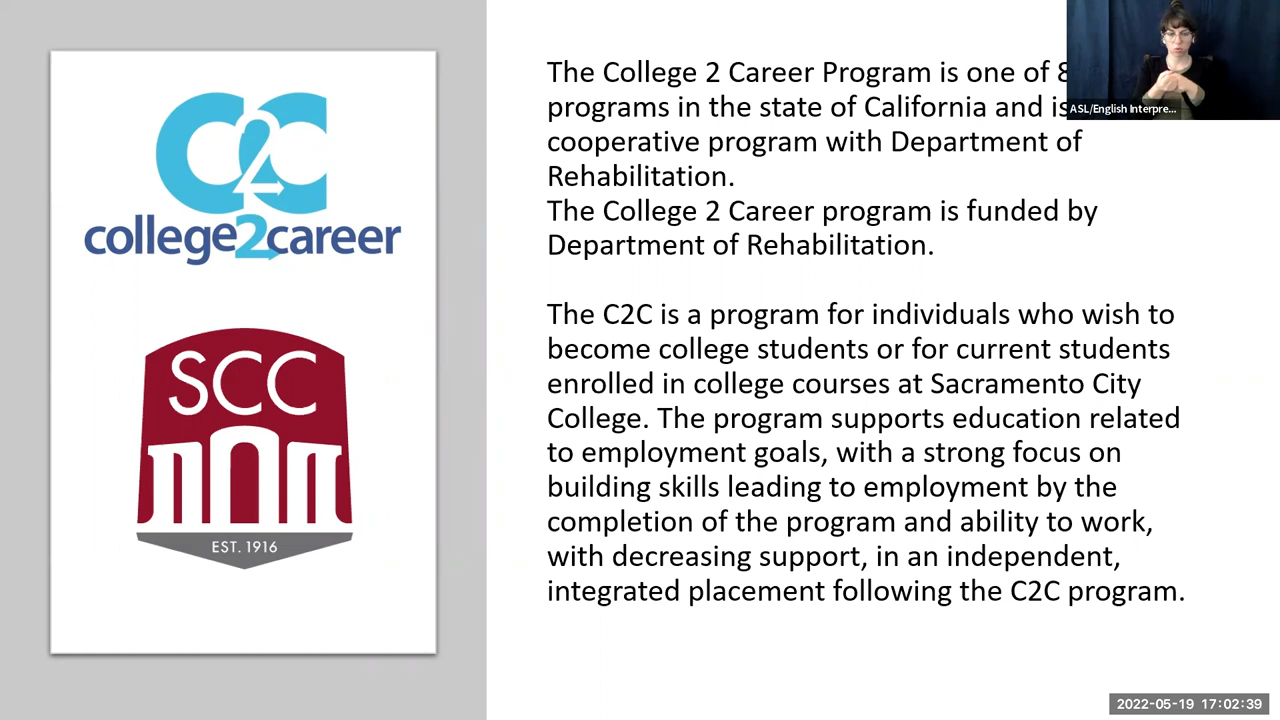 C2C
college2career
SCC
EST. 1916
The College 2 Career Program is one of
programs in the state of California and is
cooperative program with Department of
Rehabilitation.
The College 2 Career program is funded by
Department of Rehabilitation.
The C2C is a program for individuals who wish to
become college students or for current students
enrolled in college courses at Sacramento City
College. The program supports education related
to employment goals, with a strong focus on
building skills leading to employment by the
completion of the program and ability to work,
with decreasing support, in an independent,
integrated placement following the C2C program.
ASL/English Interpre...
2022-05-19 17:02:39